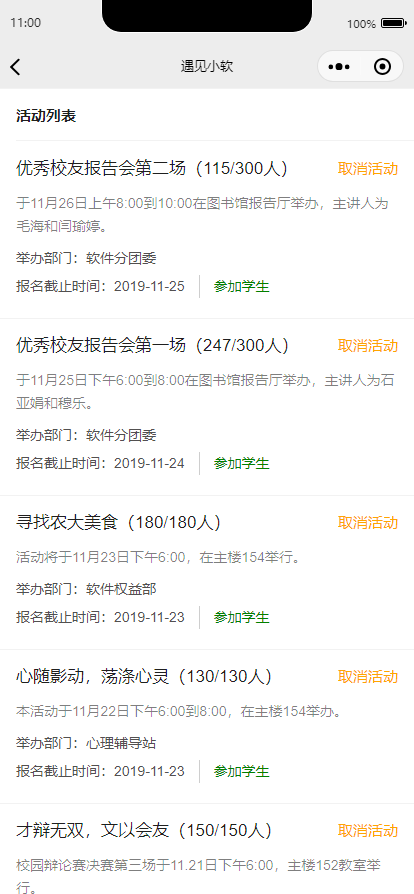 11:00
100%
遇见小软
活动列表
优秀校友报告会第二场（115/300人）
取消活动
于11月26日上午8:00到10:00在图书馆报告厅举办，主讲人为
毛海和闫瑜婷。
举办部门：软件分团委
报名截止时间：2019-11-25
参加学生
优秀校友报告会第一场（247/300人）
取消活动
于11月25日下午6:00到8:00在图书馆报告厅举办，主讲人为石
亚娟和穆乐。
举办部门：软件分团委
报名截止时间：2019-11-24
参加学生
寻找农大美食（180/180人）
取消活动
活动将于11月23日下午6:00，在主楼154举行。
举办部门：软件权益部
报名截止时间：2019-11-23
参加学生
心随影动，荡涤心灵（130/130人）
取消活动
本活动于11月22日下午6:00到8:00，在主楼154举办。
举办部门：心理辅导站
报名截止时间：2019-11-23
参加学生
才辩无双，文以会友（150/150人）
取消活动
校园辩论赛决赛第三场于11.21日下午6:00，主楼152教室举
行。